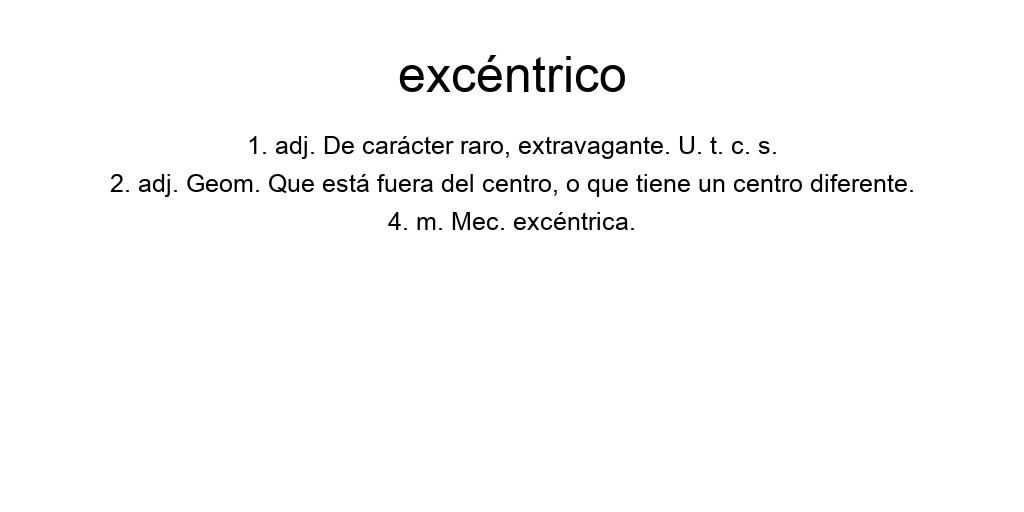 excéntrico
1. adj. De carácter raro, extravagante. U. t. c. s.
2. adj. Geom. Que está fuera del centro, o que tiene un centro diferente.
4. m. Mec. excéntrica.